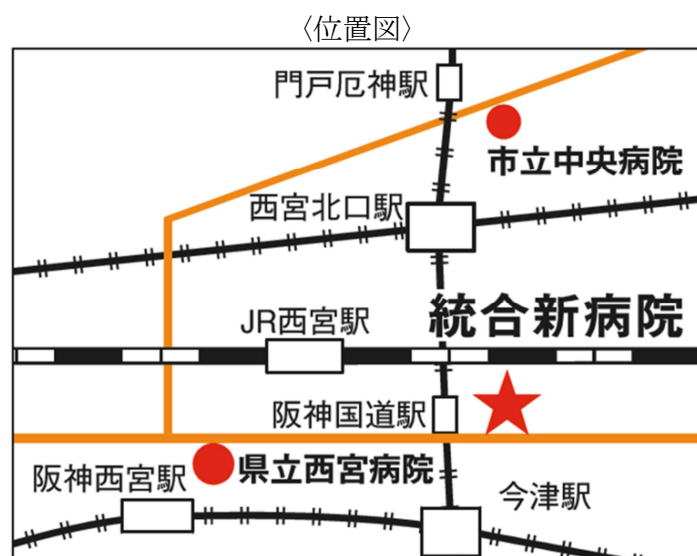 〈位置図〉
門戸厄神駅
市立中央病院
西宮北口駅
統合新病院
JR西宮駅
阪神国道駅
県立西宮病院
阪神西宮駅
今津駅